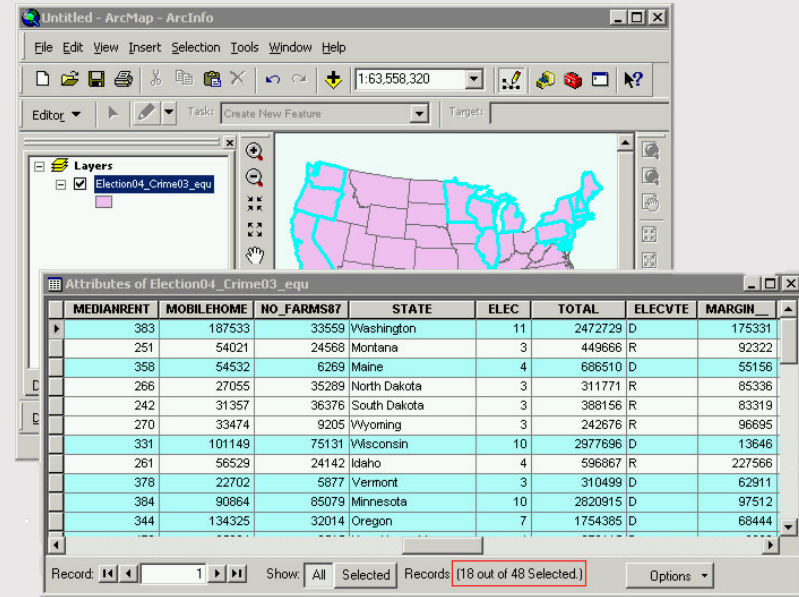 Untitled - ArcMap - ArcInfo
File Edit View Insert Selection Tools Window Help
1:63,558,320
Editor Task: Create New Feature Target:
Layers
Election04_Crime03_equ
Attributes of Election04_Crime03_equ
MEDIANRENT MOBILEHOME NO_FARMS87 STATE ELEC TOTAL ELECVTE MARGIN__
383 187533 33559 Washington 11 2472729 D 175331
251 54021 24568 Montana 3 449666 R 92322
358 54532 6269 Maine 4 686510 D 55156
266 27055 35289 North Dakota 3 311771 R 85336
242 31357 36376 South Dakota 3 388156 R 83319
270 33474 9205 Wyoming 3 242676 R 96695
331 101149 75131 Wisconsin 10 2977696 D 13646
261 56529 24142 Idaho 4 596867 R 227566
378 22702 5877 Vermont 3 310499 D 62911
384 90864 85079 Minnesota 10 2820915 D 97512
344 134325 32014 Oregon 7 1754385 D 68444
Record: 1 Show: All Selected Records (18 out of 48 Selected.) Options